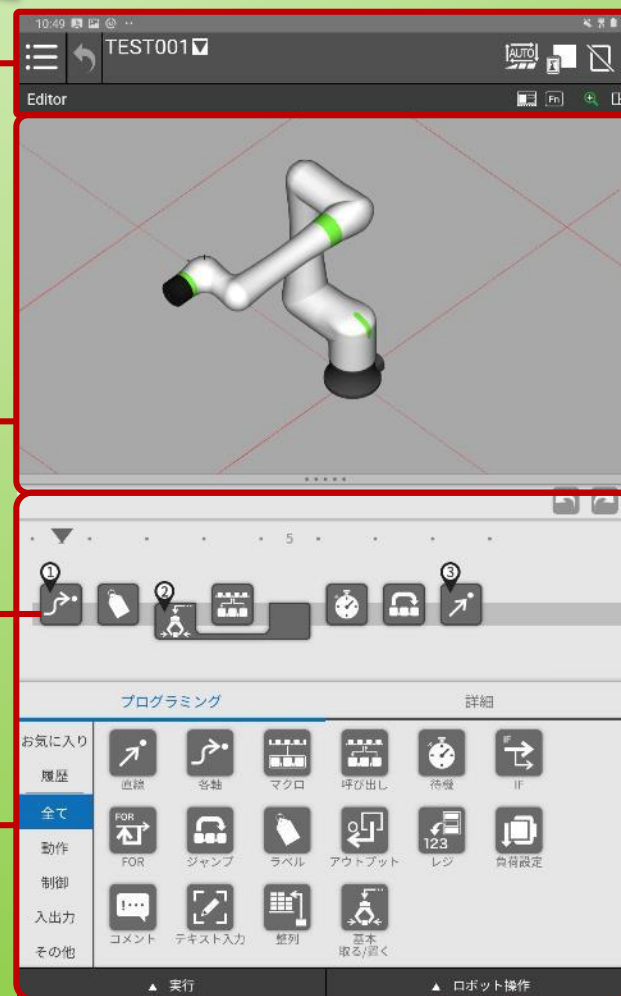 10:49
TEST001
AUTO
Editor
Fn
5
1
2
3
プログラミング
詳細
お気に入り
履歴
全て
動作
制御
入出力
その他
直線
各軸
マクロ
呼び出し
待機
IF
IF
FOR
FOR
ジャンプ
ラベル
アウトプット
123
レジ
負荷設定
コメント
テキスト入力
整列
基本
取る/置く
▲ 実行
▲ ロボット操作